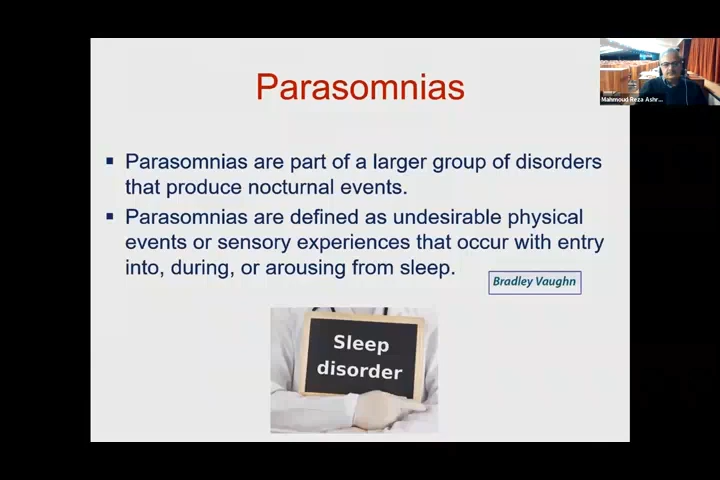 Parasomnias
Mahmoud Reza Ashr...
▪ Parasomnias are part of a larger group of disorders
that produce nocturnal events.
▪ Parasomnias are defined as undesirable physical
events or sensory experiences that occur with entry
into, during, or arousing from sleep.
Bradley Vaughn
Sleep
disorder